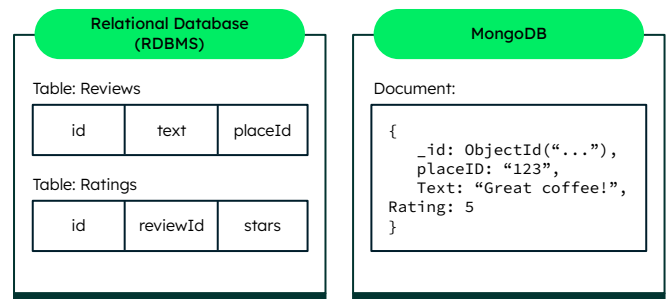 Relational Database
(RDBMS)
Table: Reviews
id text placeId
Table: Ratings
id reviewId stars
MongoDB
Document:
{
_id: ObjectId("..."),
placeID: “123”,
Text: “Great coffee!”,
Rating: 5
}